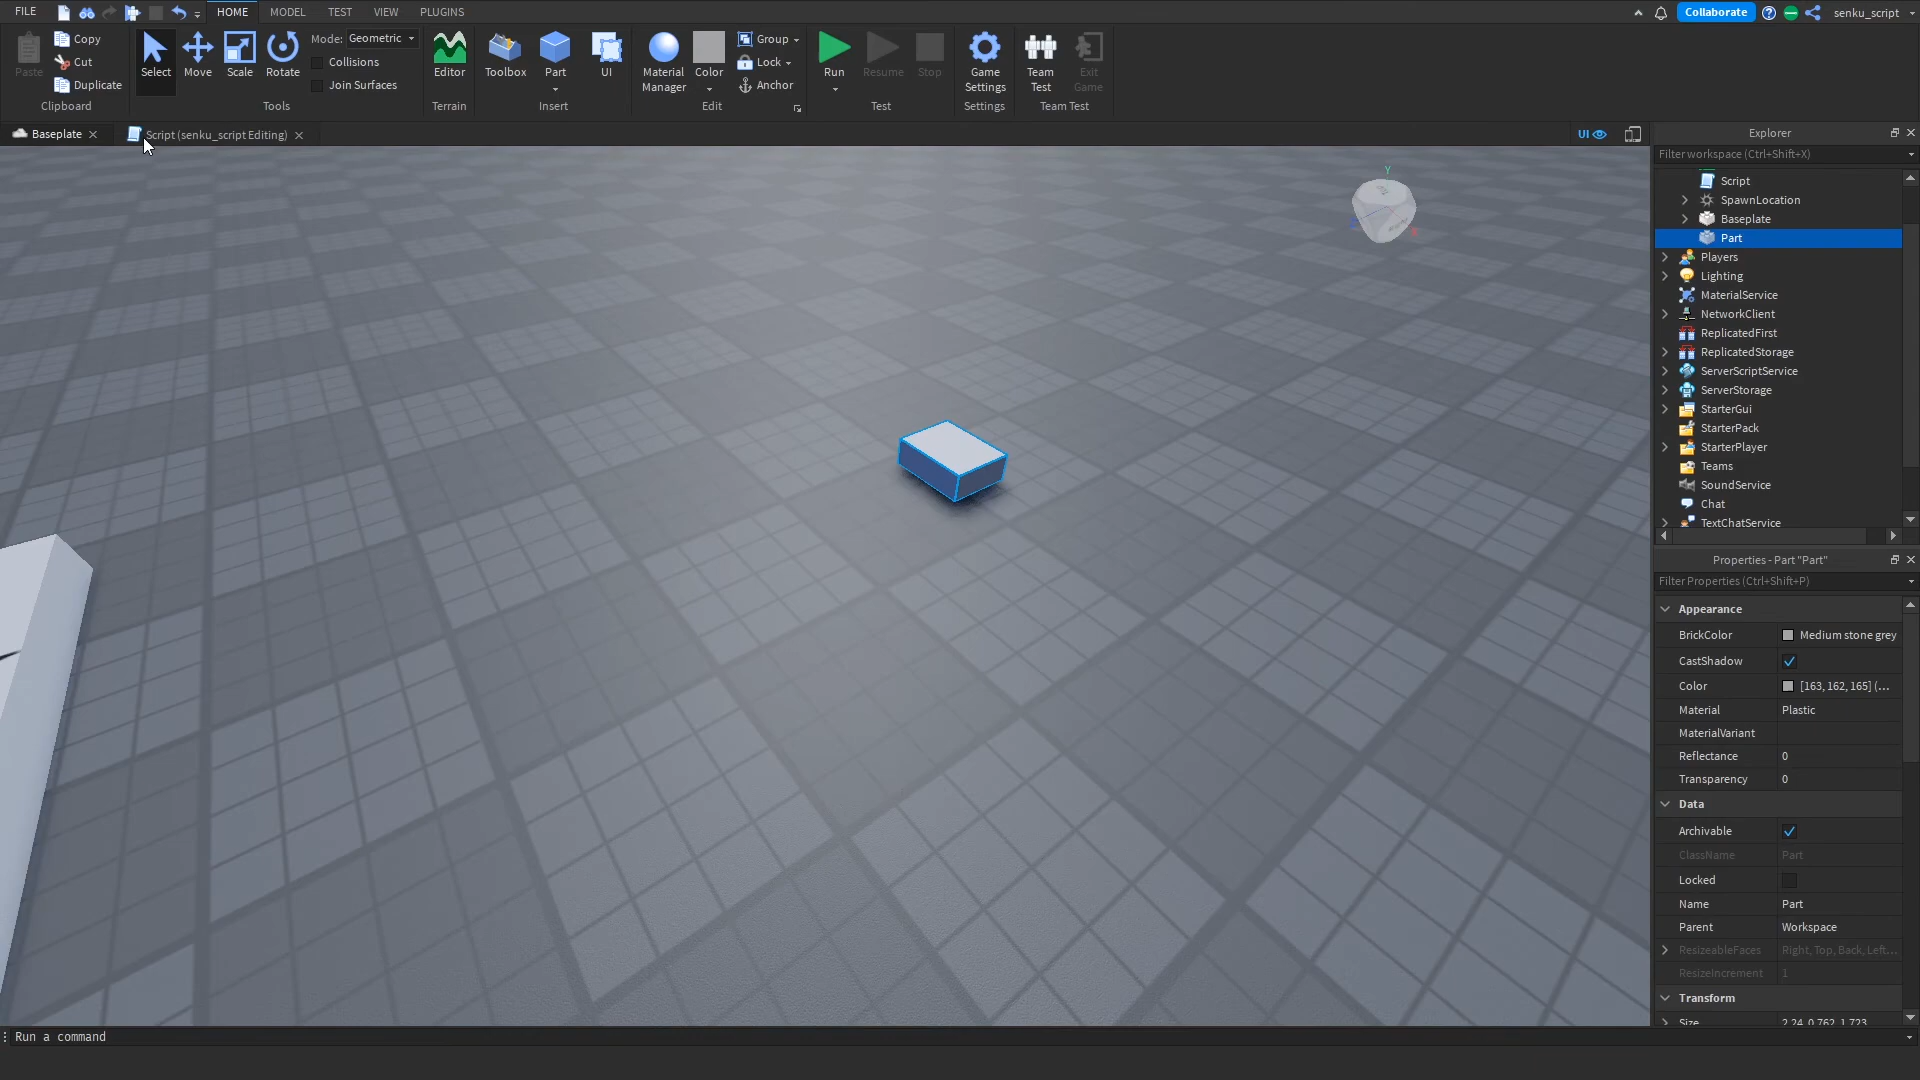 FILE
HOME
MODEL
TEST
VIEW
PLUGINS
Collaborate
senku_script
Paste
Copy
Cut
Duplicate
Clipboard
Select
Move
Scale
Rotate
Mode: Geometric
Collisions
Join Surfaces
Tools
Editor
Terrain
Toolbox
Part
UI
Insert
Material
Manager
Color
Group
Lock
Anchor
Edit
Run
Resume
Stop
Test
Game
Settings
Settings
Team
Test
Exit
Game
Team Test
Baseplate
Script (senku_script Editing)
UI
Y
Explorer
Filter workspace (Ctrl+Shift+X)
Script
SpawnLocation
Baseplate
Part
Players
Lighting
MaterialService
NetworkClient
ReplicatedFirst
ReplicatedStorage
ServerScriptService
ServerStorage
StarterGui
StarterPack
StarterPlayer
Teams
SoundService
Chat
TextChatService
Properties - Part "Part"
Filter Properties (Ctrl+Shift+P)
Appearance
BrickColor Medium stone grey
CastShadow
Color [163, 162, 165] (...
Material Plastic
MaterialVariant
Reflectance 0
Transparency 0
Data
Archivable
ClassName Part
Locked
Name Part
Parent Workspace
ResizeableFaces Right, Top, Back, Left...
ResizeIncrement 1
Transform
Size 2.24, 0.762, 1.723
Run a command